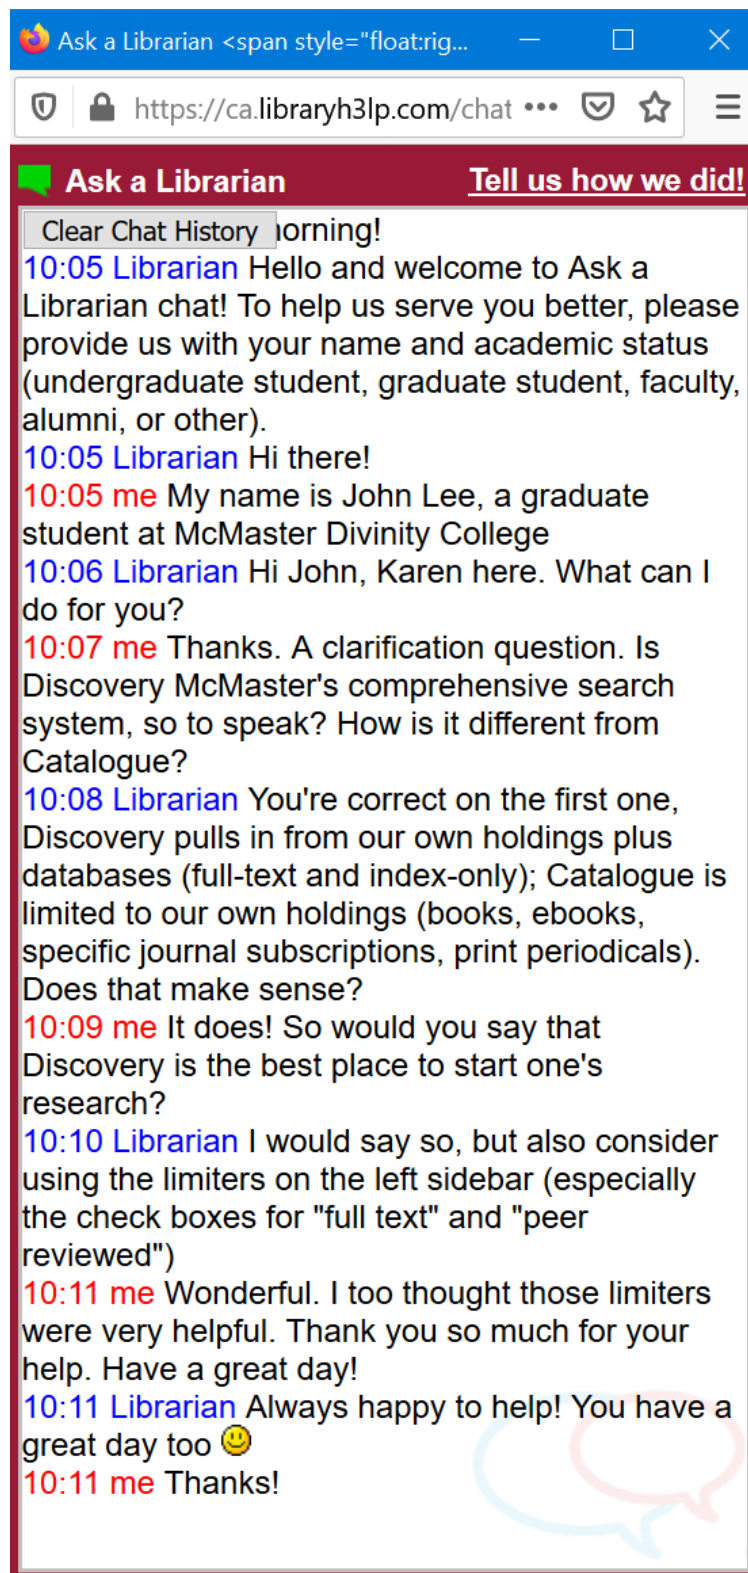 Ask a Librarian <span style="float:rig...
https://ca.libraryh3lp.com/chat
Ask a Librarian Tell us how we did!
Clear Chat History orning!
10:05 Librarian Hello and welcome to Ask a
Librarian chat! To help us serve you better, please
provide us with your name and academic status
(undergraduate student, graduate student, faculty,
alumni, or other).
10:05 Librarian Hi there!
10:05 me My name is John Lee, a graduate
student at McMaster Divinity College
10:06 Librarian Hi John, Karen here. What can I
do for you?
10:07 me Thanks. A clarification question. Is
Discovery McMaster's comprehensive search
system, so to speak? How is it different from
Catalogue?
10:08 Librarian You're correct on the first one,
Discovery pulls in from our own holdings plus
databases (full-text and index-only); Catalogue is
limited to our own holdings (books, ebooks,
specific journal subscriptions, print periodicals).
Does that make sense?
10:09 me It does! So would you say that
Discovery is the best place to start one's
research?
10:10 Librarian I would say so, but also consider
using the limiters on the left sidebar (especially
the check boxes for "full text" and "peer
reviewed")
10:11 me Wonderful. I too thought those limiters
were very helpful. Thank you so much for your
help. Have a great day!
10:11 Librarian Always happy to help! You have a
great day too
10:11 me Thanks!